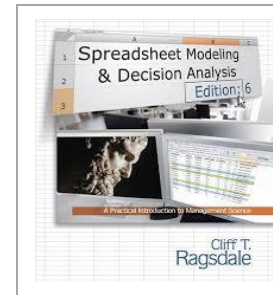 A B C
1 Spreadsheet Modeling
2 & Decision Analysis
3 Edition: 6
A Practical Introduction to Management Science
Cliff T.
Ragsdale